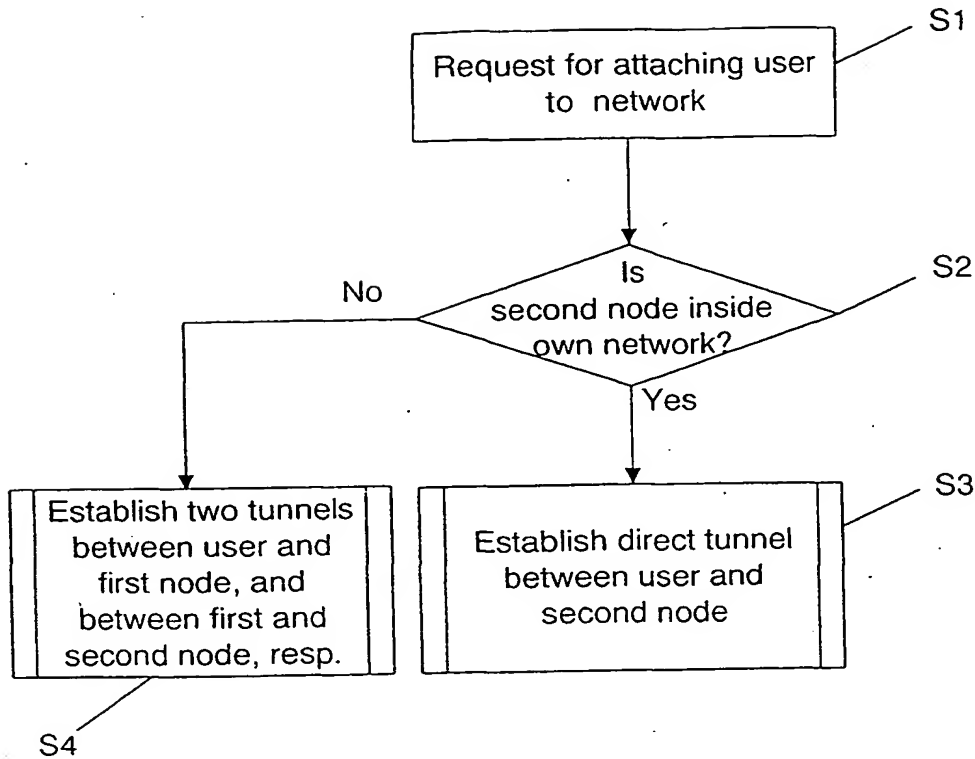 S1
Request for attaching user
to network
S2
Is
second node inside
own network?
No
Yes
S3
Establish two tunnels
between user and
first node, and
between first and
second node, resp.
Establish direct tunnel
between user and
second node
S4